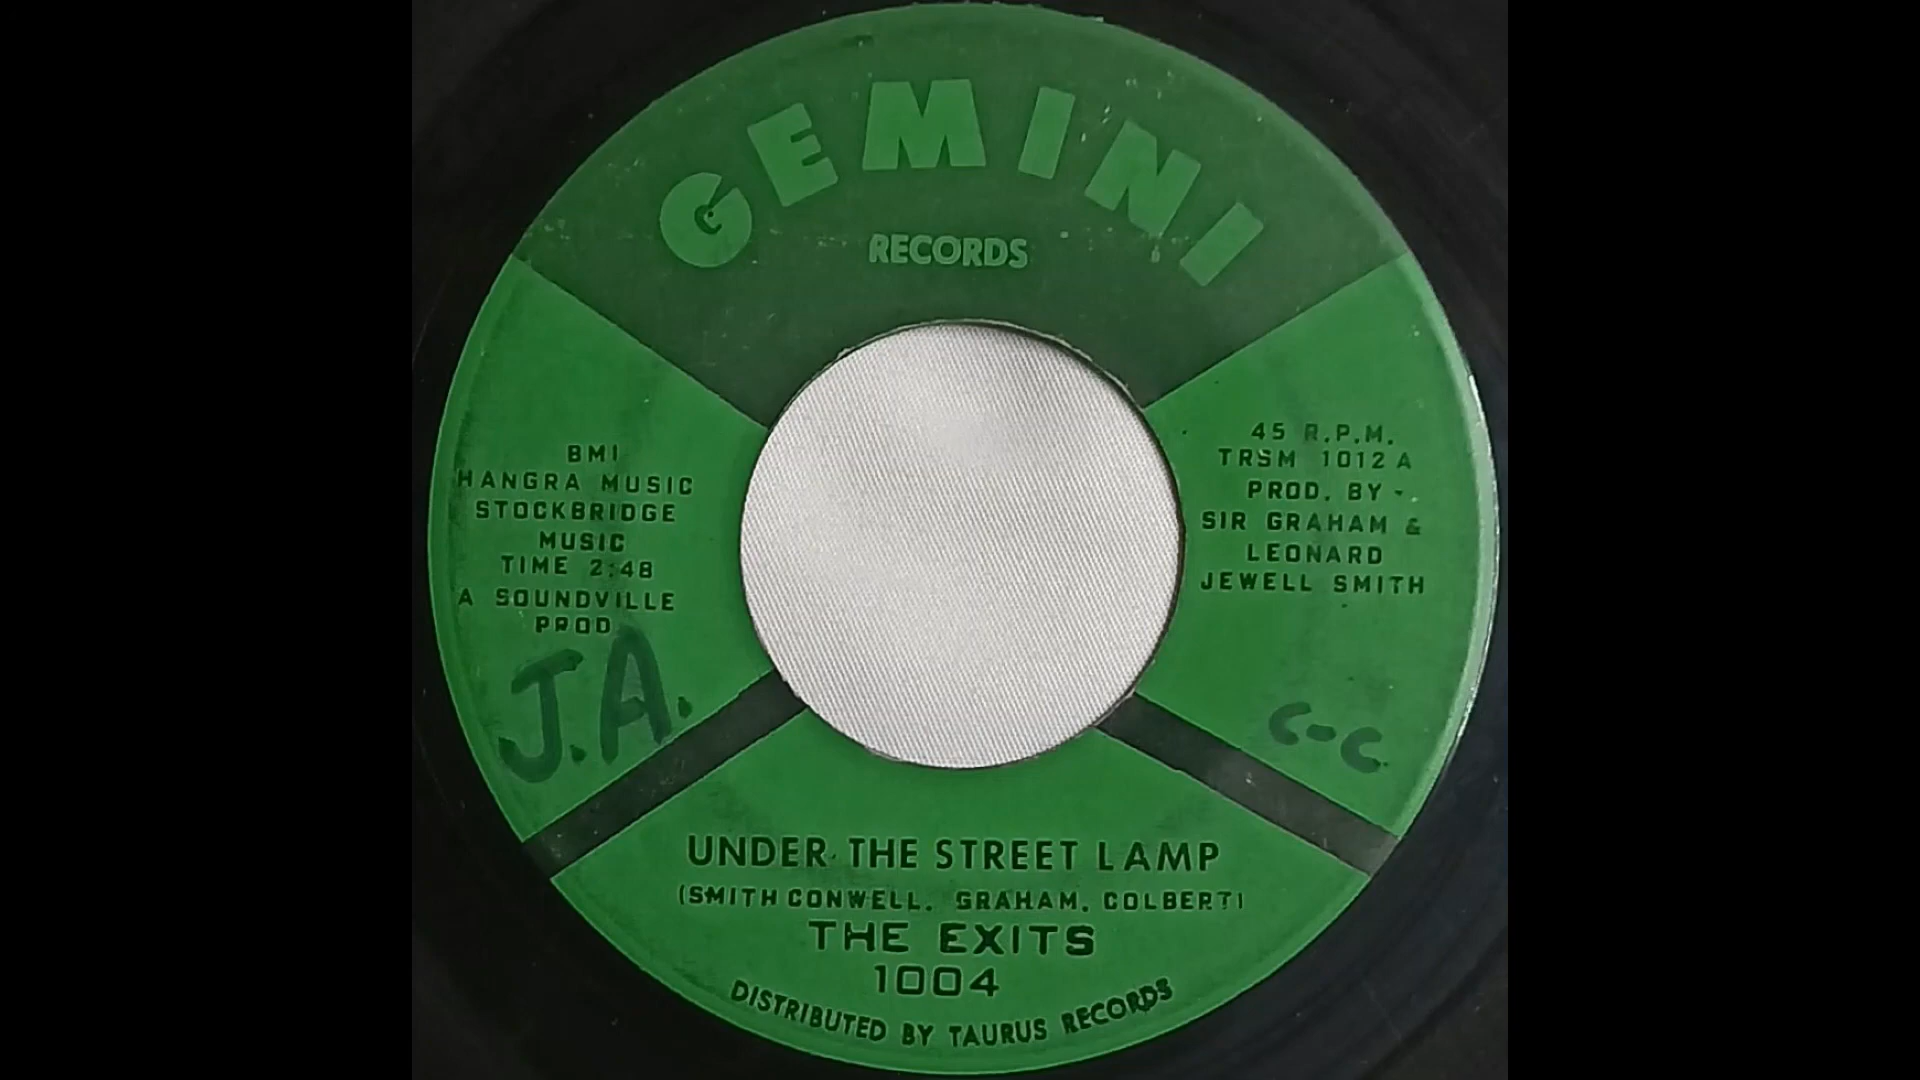 GEMINI
RECORDS
BMI
HANGRA MUSIC
STOCKBRIDGE
MUSIC
TIME 2:48
A SOUNDVILLE
PROD
J.A.
45 R.P.M.
TRSM 1012 A
PROD. BY -
SIR GRAHAM &
LEONARD
JEWELL SMITH
C-C
UNDER THE STREET LAMP
(SMITH CONWELL. GRAHAM. COLBERT)
THE EXITS
1004
DISTRIBUTED BY TAURUS RECORDS